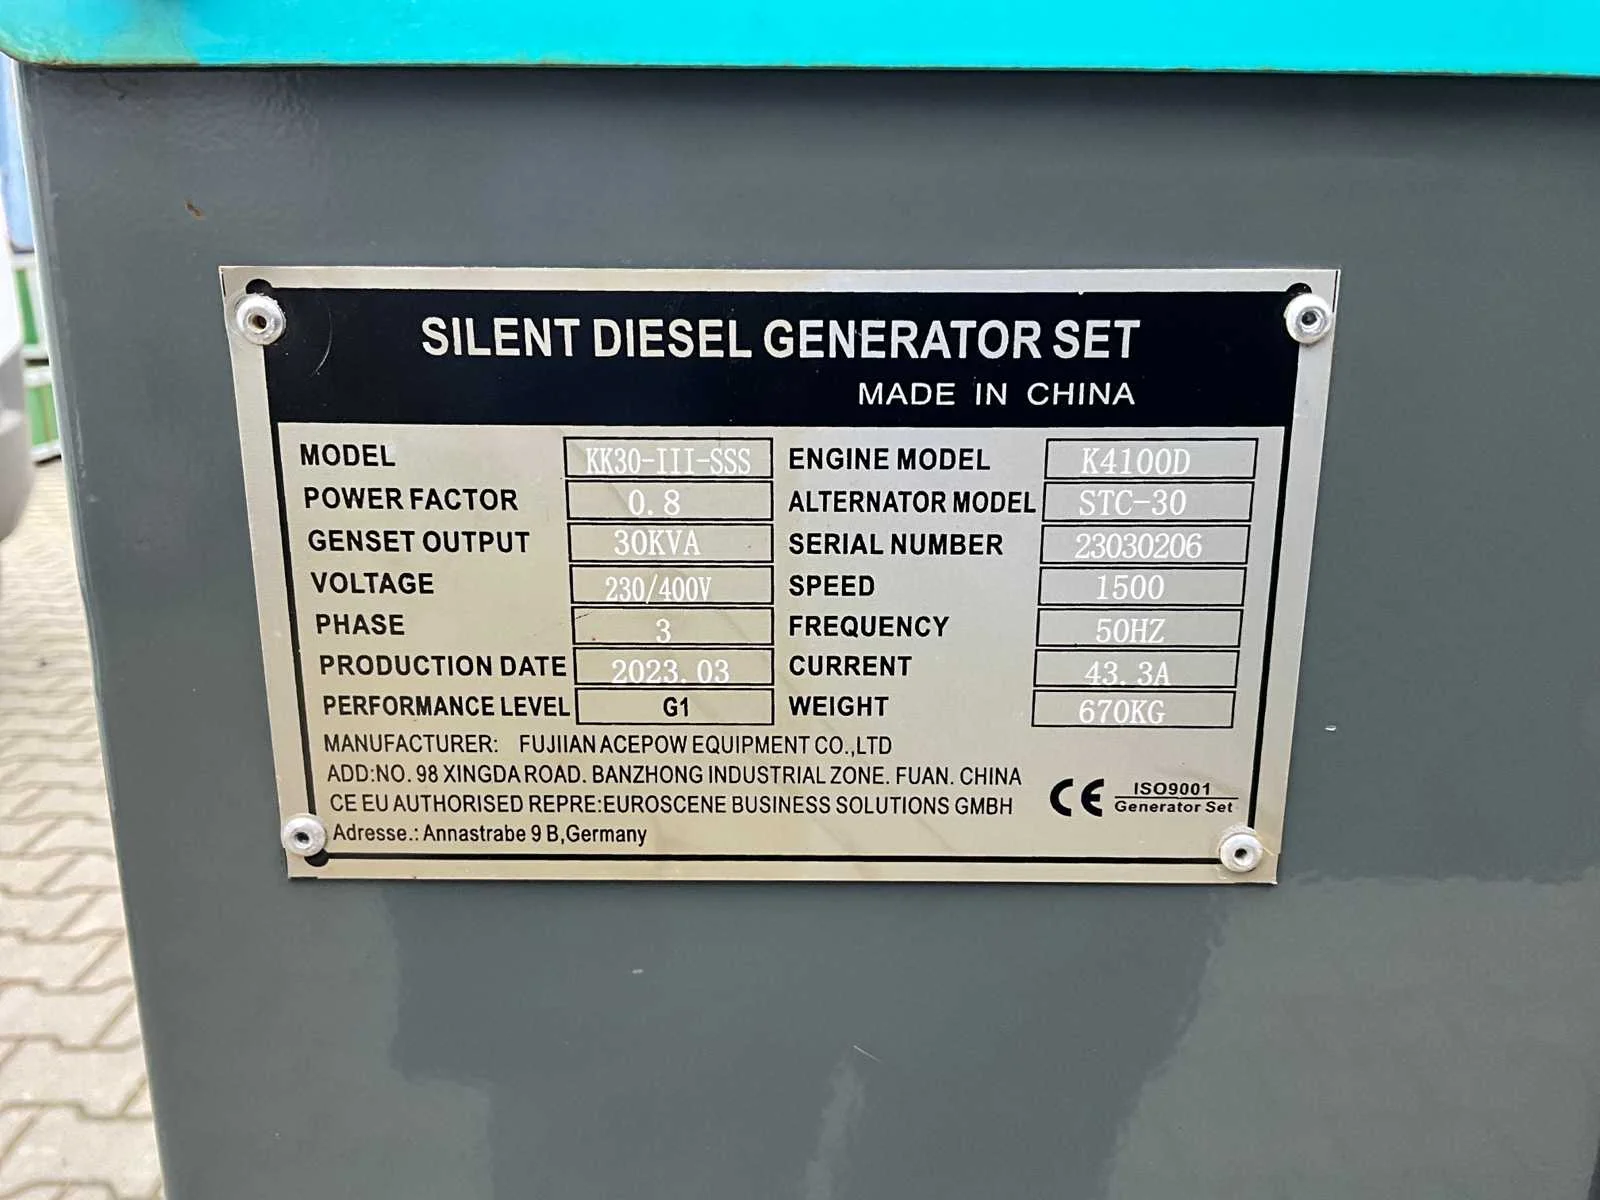 SILENT DIESEL GENERATOR SET
MADE IN CHINA
MODEL KK30-III-SSS ENGINE MODEL K4100D
POWER FACTOR 0.8 ALTERNATOR MODEL STC-30
GENSET OUTPUT 30KVA SERIAL NUMBER 23030206
VOLTAGE 230/400V SPEED 1500
PHASE 3 FREQUENCY 50HZ
PRODUCTION DATE 2023.03 CURRENT 43.3A
PERFORMANCE LEVEL G1 WEIGHT 670KG
MANUFACTURER: FUJIIAN ACEPOW EQUIPMENT CO.,LTD
ADD:NO. 98 XINGDA ROAD. BANZHONG INDUSTRIAL ZONE. FUAN. CHINA
CE EU AUTHORISED REPRE:EUROSCENE BUSINESS SOLUTIONS GMBH
Adresse.: Annastrabe 9 B,Germany
CE ISO9001
Generator Set